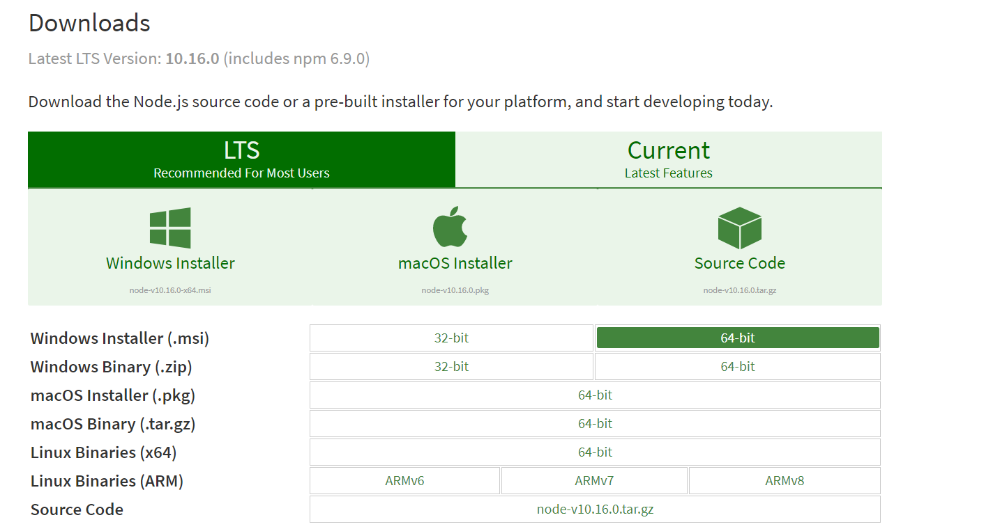 Downloads
Latest LTS Version: 10.16.0 (includes npm 6.9.0)
Download the Node.js source code or a pre-built installer for your platform, and start developing today.
LTS
Recommended For Most Users
Current
Latest Features
Windows Installer
node-v10.16.0-x64.msi
macOS Installer
node-v10.16.0.pkg
Source Code
node-v10.16.0.tar.gz
Windows Installer (.msi) 32-bit 64-bit
Windows Binary (.zip) 32-bit 64-bit
macOS Installer (.pkg) 64-bit
macOS Binary (.tar.gz) 64-bit
Linux Binaries (x64) 64-bit
Linux Binaries (ARM) ARMv6 ARMv7 ARMv8
Source Code node-v10.16.0.tar.gz